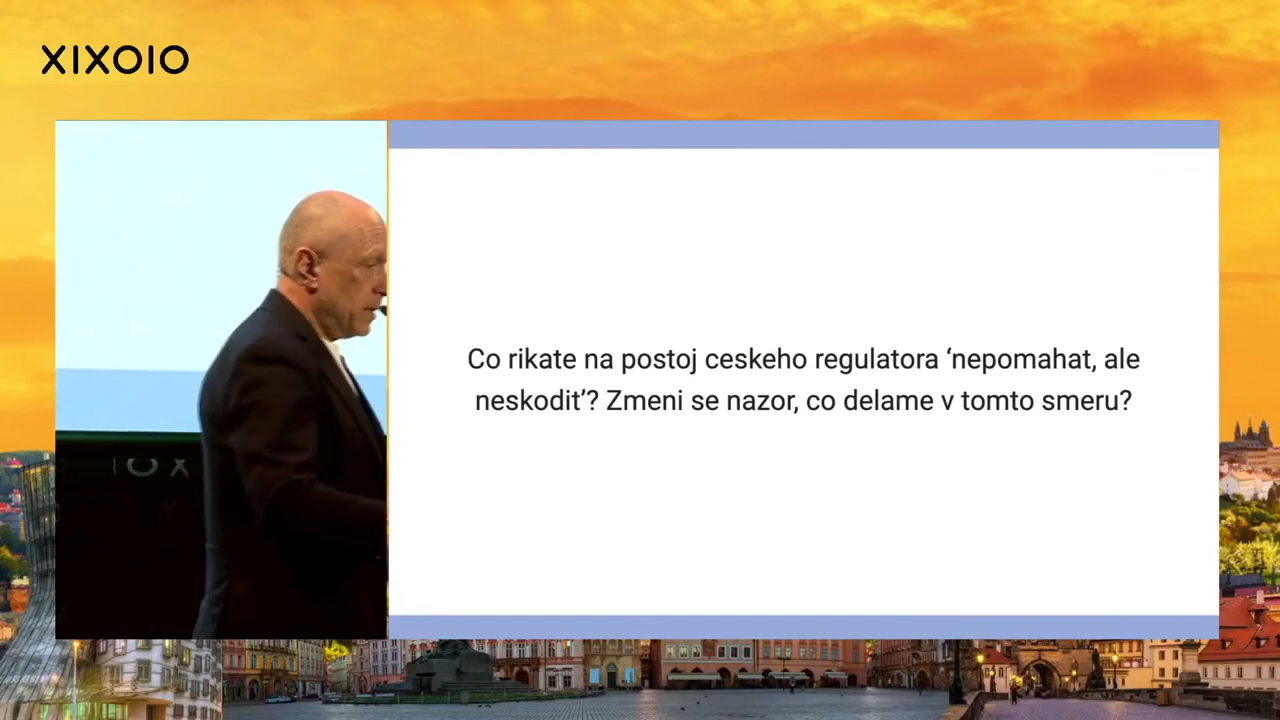 XIXOIO
Co rikate na postoj ceskeho regulatora ‘nepomahat, ale
neskodit’? Zmeni se nazor, co delame v tomto smeru?